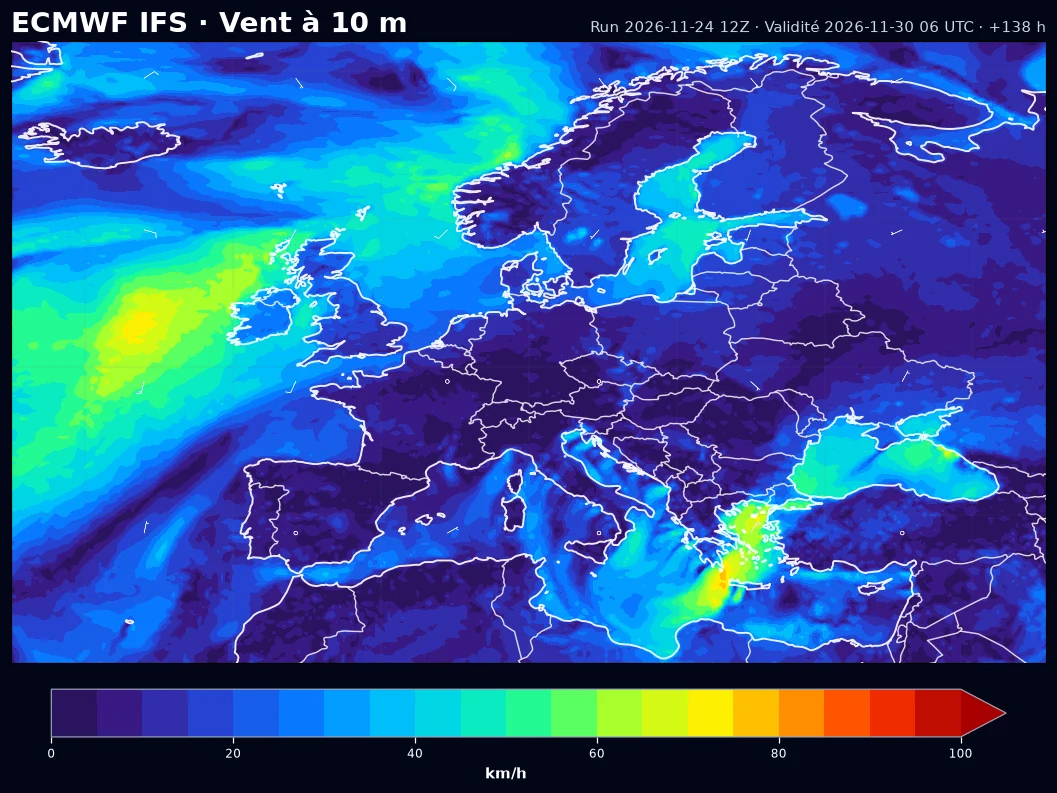 ECMWF IFS · Vent à 10 m
Run 2026-11-24 12Z · Validité 2026-11-30 06 UTC · +138 h
0 20 40 60 80 100
km/h